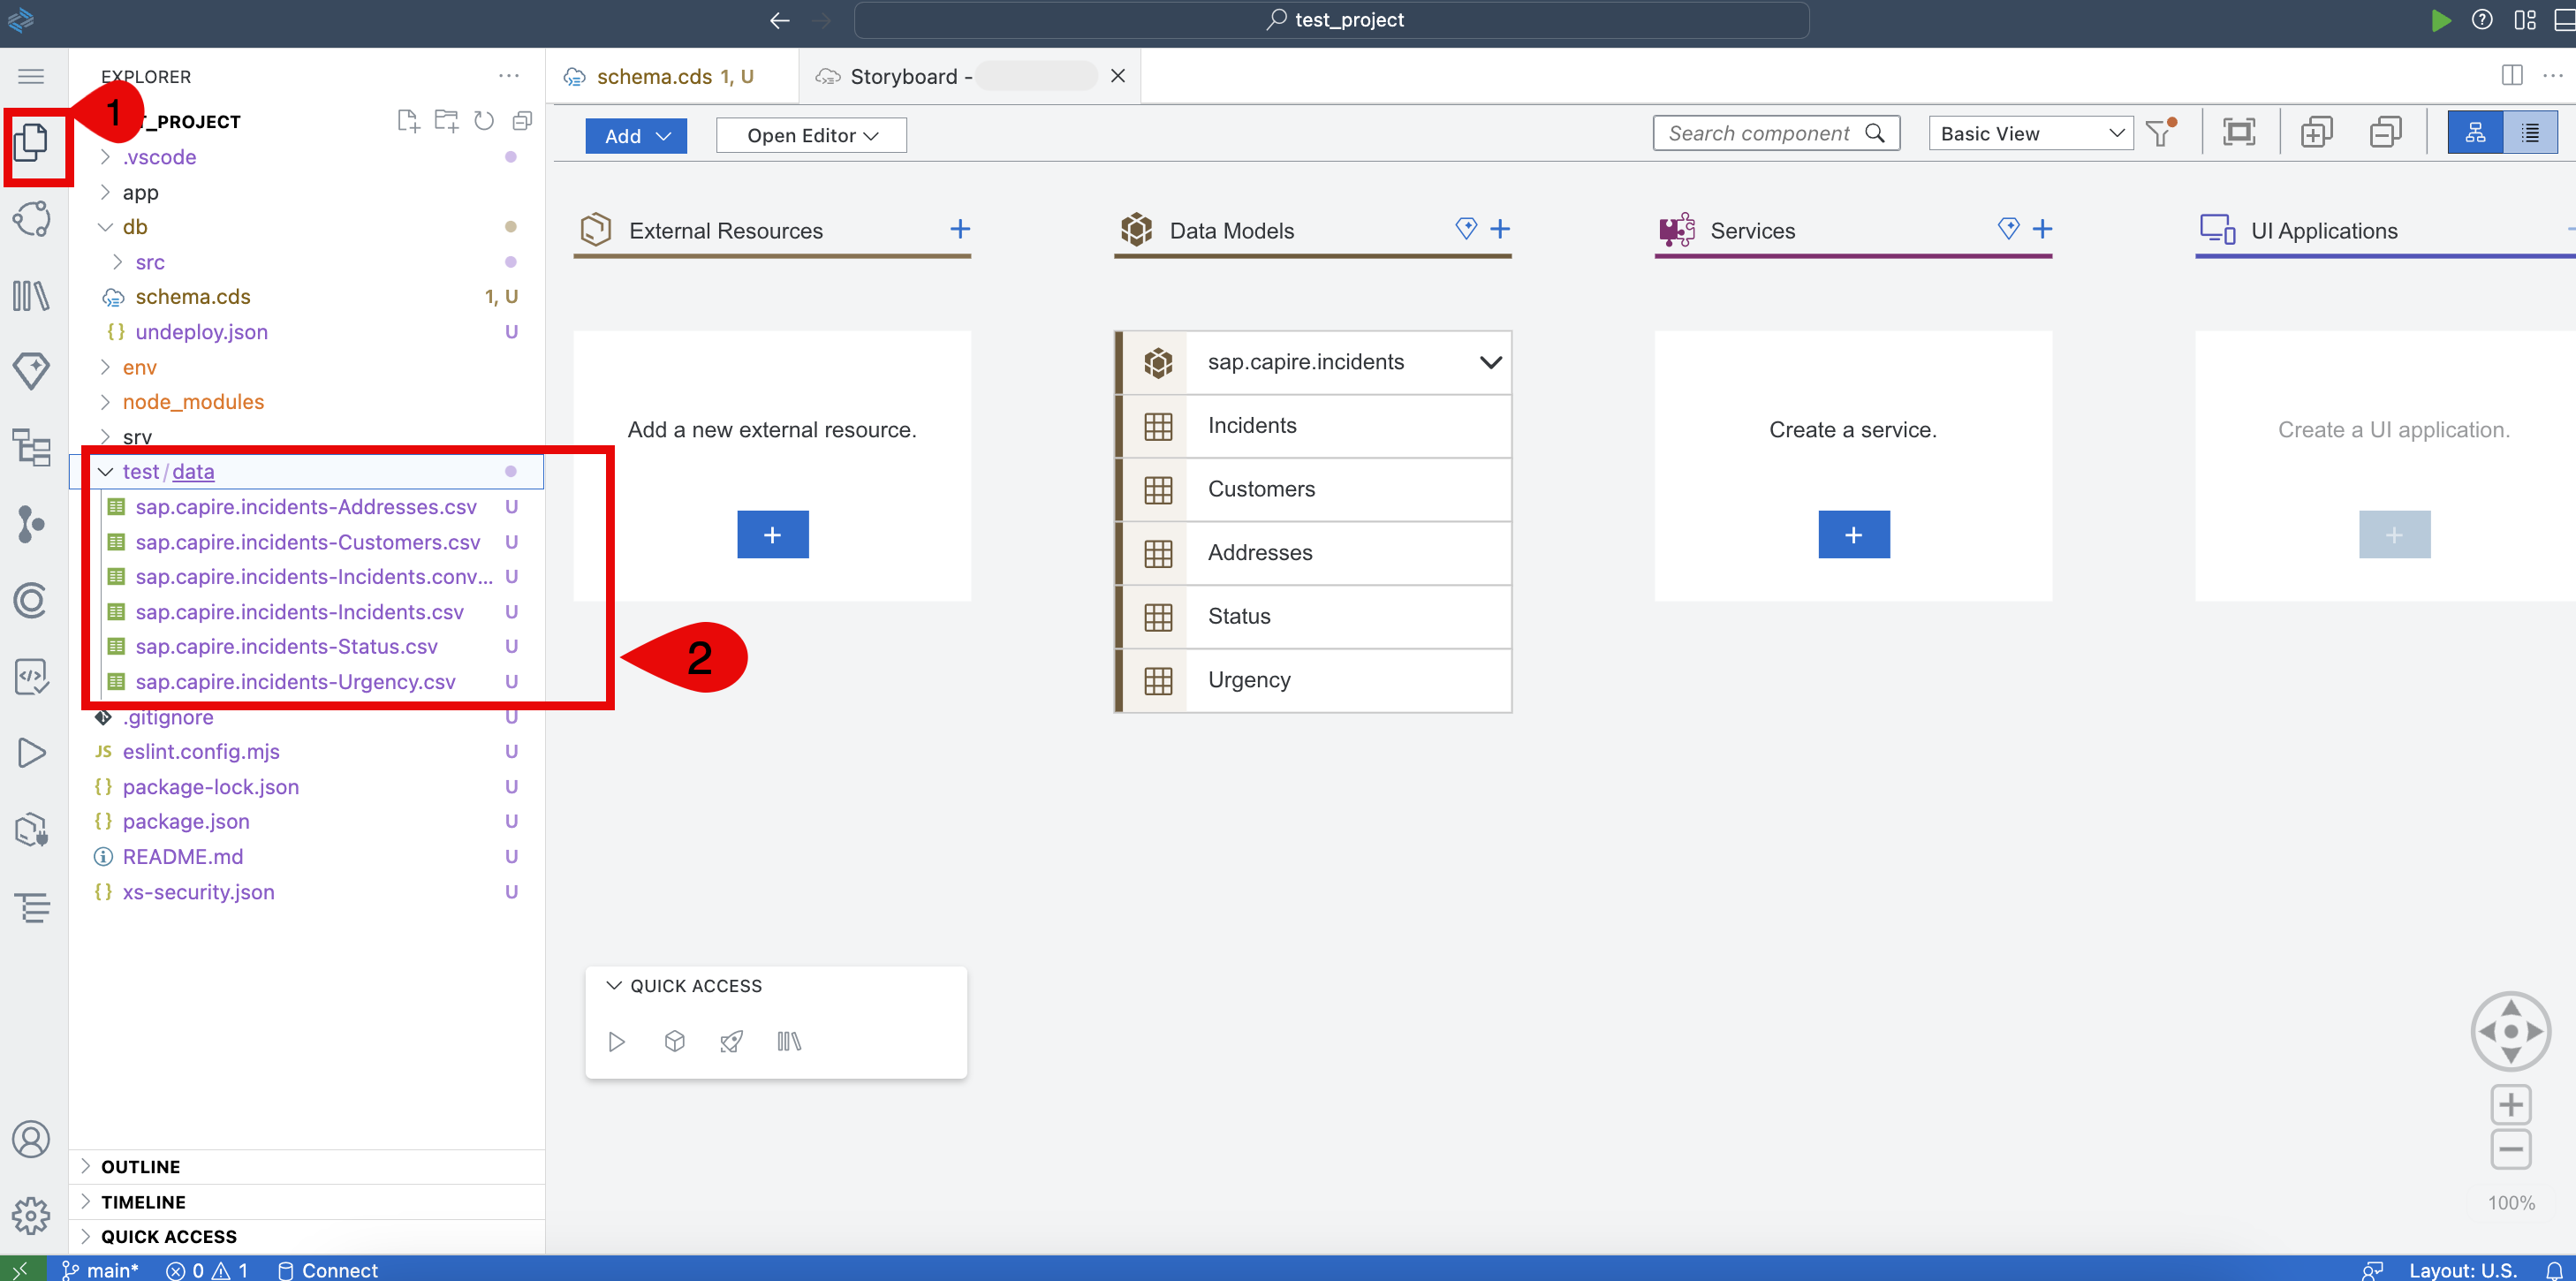 test_project
EXPLORER
schema.cds 1, U
Storyboard -
1
T_PROJECT
Add
Open Editor
Search component
Basic View
.vscode
app
db
src
schema.cds 1, U
undeploy.json U
env
node_modules
srv
test/data
sap.capire.incidents-Addresses.csv U
sap.capire.incidents-Customers.csv U
sap.capire.incidents-Incidents.conv... U
sap.capire.incidents-Incidents.csv U
sap.capire.incidents-Status.csv U
sap.capire.incidents-Urgency.csv U
2
.gitignore U
JS eslint.config.mjs U
{} package-lock.json U
{} package.json U
README.md U
{} xs-security.json U
OUTLINE
TIMELINE
QUICK ACCESS
External Resources
Add a new external resource.
Data Models
sap.capire.incidents
Incidents
Customers
Addresses
Status
Urgency
Services
Create a service.
UI Applications
Create a UI application.
QUICK ACCESS
100%
main* 0 1 Connect
Layout: U.S.